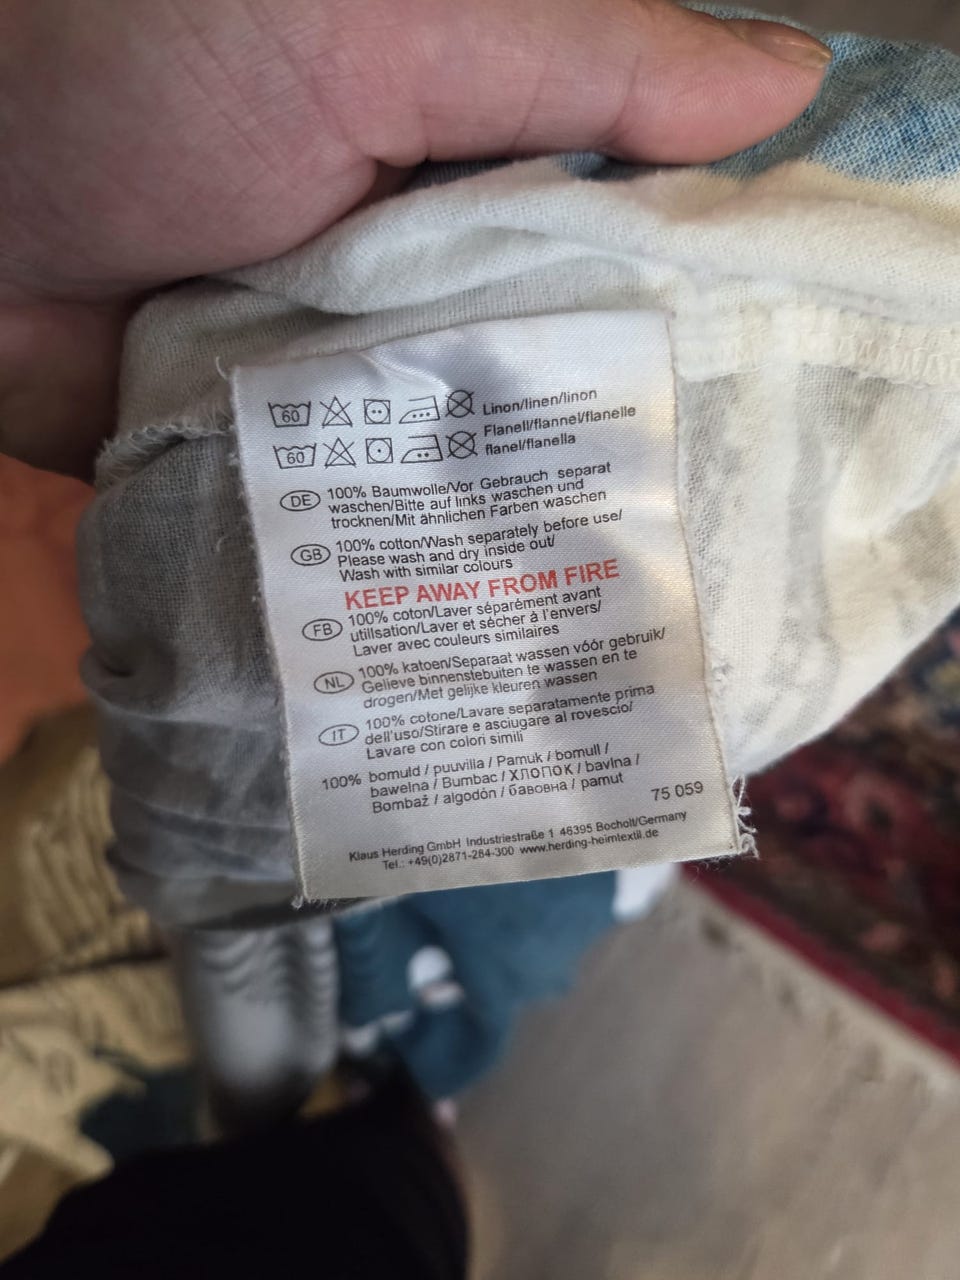 60 Linon/linen/linon
Flanell/flannel/flanelle
60 flanel/flanella
DE 100% Baumwolle/Vor Gebrauch separat
waschen/Bitte auf links waschen und
trocknen/Mit ähnlichen Farben waschen
GB 100% cotton/Wash separately before use/
Please wash and dry inside out/
Wash with similar colours
KEEP AWAY FROM FIRE
FB 100% coton/Laver séparément avant
utilisation/Laver et sécher à l'envers/
Laver avec couleurs similaires
NL 100% katoen/Separaat wassen vóór gebruik/
Gelieve binnenstebuiten te wassen en te
drogen/Met gelijke kleuren wassen
IT 100% cotone/Lavare separatamente prima
dell'uso/Stirare e asciugare al rovescio/
Lavare con colori simili
100% bomuld / puuvilla / Pamuk / bomull /
bawełna / Bumbac / ХЛОПОК / bavlna /
Bombaž / algodón / бавовна / pamut
75 059
Klaus Herding GmbH Industriestraße 1 46395 Bocholt/Germany
Tel.: +49(0)2871-284-300 www.herding-heimtextil.de